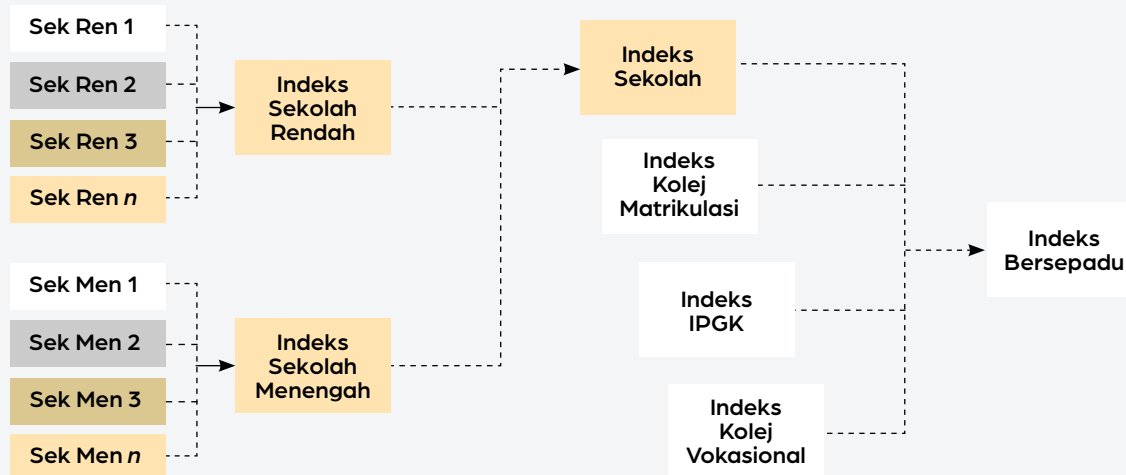 Sek Ren 1
Sek Ren 2
Sek Ren 3
Sek Ren n
Indeks
Sekolah
Rendah
Sek Men 1
Sek Men 2
Sek Men 3
Sek Men n
Indeks
Sekolah
Menengah
Indeks
Sekolah
Indeks
Kolej
Matrikulasi
Indeks
IPGK
Indeks
Kolej
Vokasional
Indeks
Bersepadu